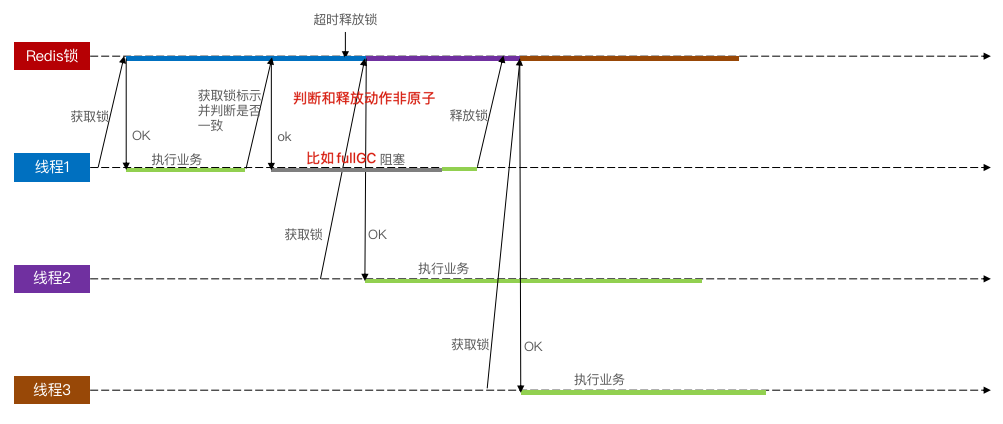 超时释放锁
Redis锁
获取锁标示
并判断是否
一致
判断和释放动作非原子
获取锁
释放锁
OK
ok
执行业务
比如 fullGC 阻塞
线程1
获取锁
OK
执行业务
线程2
获取锁
OK
执行业务
线程3